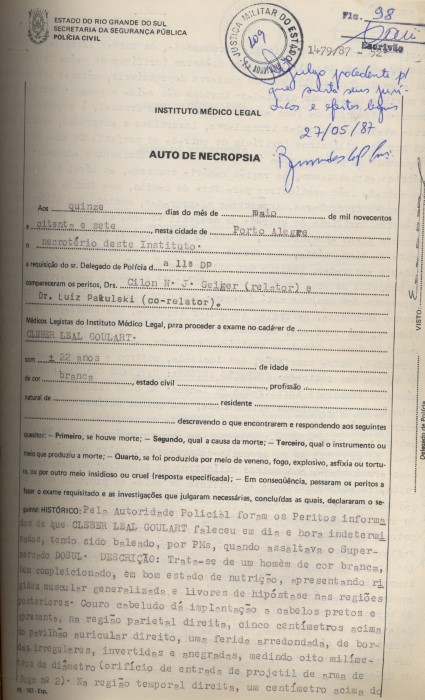 ESTADO DO RIO GRANDE DO SUL
SECRETARIA DA SEGURANÇA PÚBLICA
POLÍCIA CIVIL
JUSTIÇA MILITAR DO ESTADO
109
Fls. 98
Escrivão
1479/87
Julgo procedente p/
que surta seus jurí-
dicos e efeitos legais
27/05/87
INSTITUTO MÉDICO LEGAL
AUTO DE NECROPSIA
Aos quinze dias do mês de maio de mil novecentos
e oitenta e sete, nesta cidade de Porto Alegre
e necrotério deste Instituto.
a requisição do sr. Delegado de Polícia d a 11ª DP
compareceram os peritos, Drs. Cilon N. J. Geiger (relator) e
Dr. Luiz Pakulski (co-relator).
Médicos Legistas do Instituto Médico Legal, para proceder a exame no cadáver de
CLEBER LEAL GOULART.
com ± 22 anos de idade
de cor branca, estado civil, profissão
natural de residente
descrevendo o que encontrarem e respondendo aos seguintes
quesitos: — Primeiro, se houve morte; — Segundo, qual a causa da morte; — Terceiro, qual o instrumento ou
meio que produziu a morte; — Quarto, se foi produzida por meio de veneno, fogo, explosivo, asfixia ou tortu-
ra, ou por outro meio insidioso ou cruel (resposta especificada); — Em conseqüência, passaram os peritos a
fazer o exame requisitado e as investigações que julgaram necessárias, concluídas as quais, declararam o se-
guinte: HISTÓRICO: Pela Autoridade Policial foram os Peritos informa
dos de que CLEBER LEAL GOULART faleceu em dia e hora indetermi
nados, tendo sido baleado, por PMs, quando assaltava o Super-
mercado DOSUL. DESCRIÇÃO: Trata-se de um homem de cor branca,
bem compleicionado, em bom estado de nutrição, apresentando ri
gidez muscular generalizada e livores de hipóstase nas regiões
posteriores. Couro cabeludo de implantação a cabelos pretos e
apresenta, na região parietal direita, cinco centímetros acima
do pavilhão auricular direito, uma ferida arredondada, de bor-
das irregulares, invertidas e anegradas, medindo oito milíme-
tros de diâmetro (orifício de entrada de projetil de arma de
fogo Nº 2). Na região temporal direita, um centímetro acima do
VISTO:
Delegado de Polícia